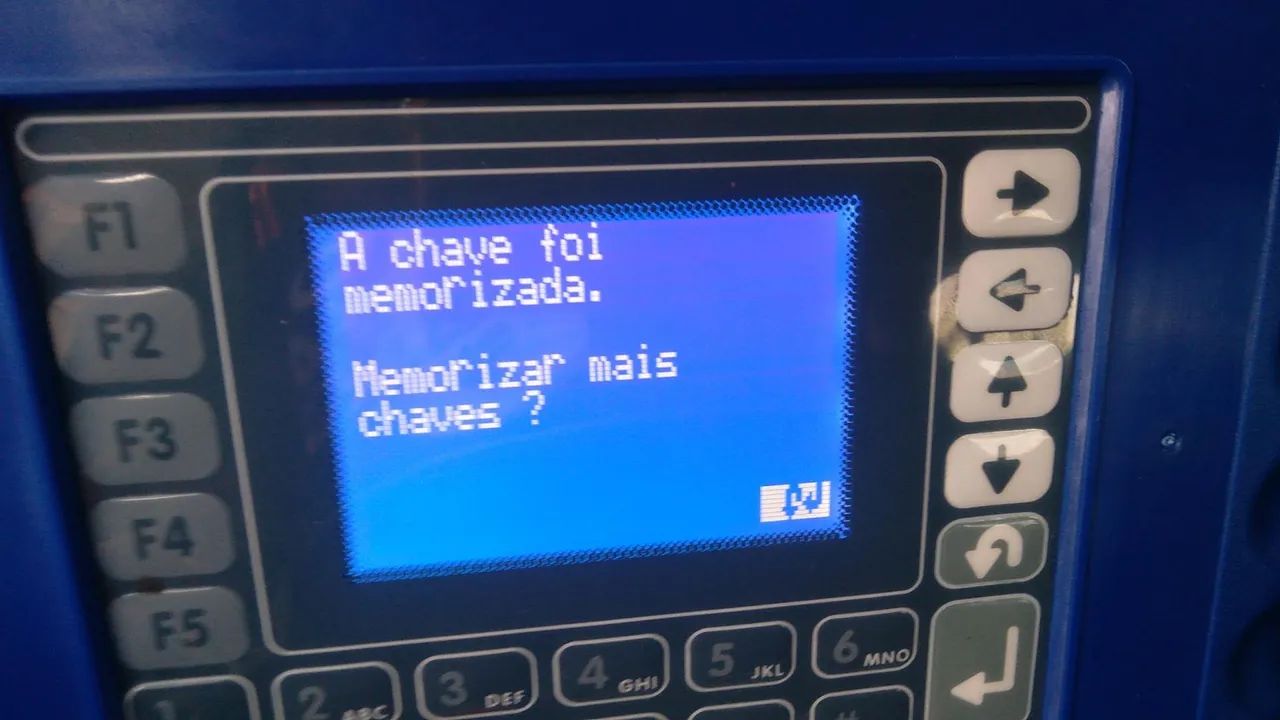 A chave foi
memorizada.
Memorizar mais
chaves ?
F1
F2
F3
F4
F5
1
2 ABC
3 DEF
4 GHI
5 JKL
6 MNO